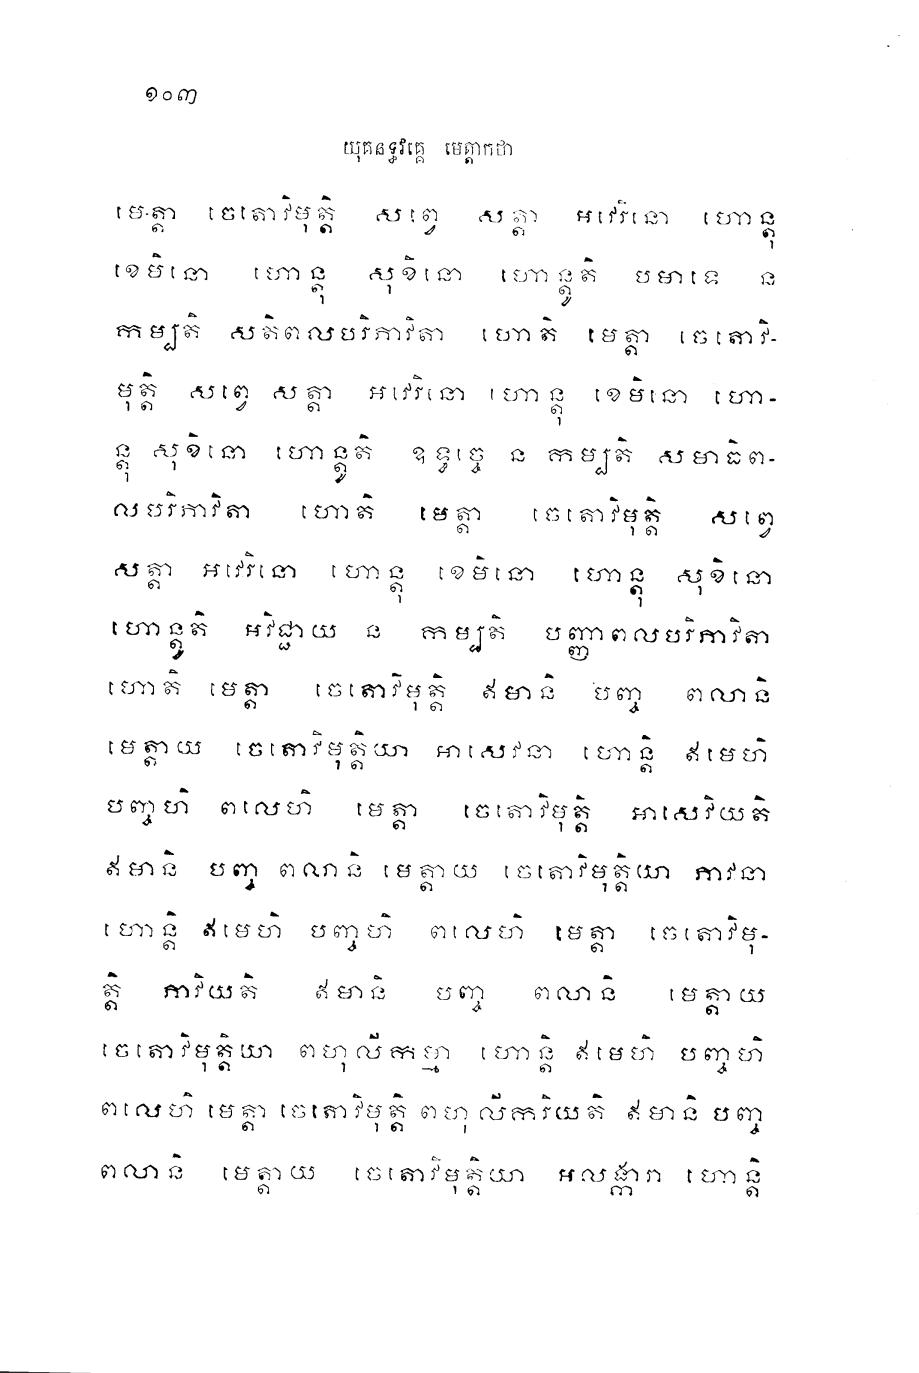 ១០៣
យុគនទ្ធវគ្គេ មេត្តាកថា
មេត្តា ចេតោវិមុត្តិ សព្វេ សត្តា អវេរិនោ ហោន្តុ
ខេមិនោ ហោន្តុ សុខិនោ ហោន្តូតិ បមាទេ ន
កម្បតិ សតិពលបរិភាវិតា ហោតិ មេត្តា ចេតោវិ-
មុត្តិ សព្វេ សត្តា អវេរិនោ ហោន្តុ ខេមិនោ ហោ-
ន្តុ សុខិនោ ហោន្តូតិ ឧទ្ធច្ចេ ន កម្បតិ សមាធិព-
លបរិភាវិតា ហោតិ មេត្តា ចេតោវិមុត្តិ សព្វេ
សត្តា អវេរិនោ ហោន្តុ ខេមិនោ ហោន្តុ សុខិនោ
ហោន្តូតិ អវិជ្ជាយ ន កម្បតិ បញ្ញាពលបរិភាវិតា
ហោតិ មេត្តា ចេតោវិមុត្តិ ឥមានិ បញ្ច ពលានិ
មេត្តាយ ចេតោវិមុត្តិយា អាសេវនា ហោន្តិ ឥមេហិ
បញ្ចហិ ពលេហិ មេត្តា ចេតោវិមុត្តិ អាសេវិយតិ
ឥមានិ បញ្ច ពលានិ មេត្តាយ ចេតោវិមុត្តិយា ភាវនា
ហោន្តិ ឥមេហិ បញ្ចហិ ពលេហិ មេត្តា ចេតោវិមុ-
ត្តិ ភាវិយតិ ឥមានិ បញ្ច ពលានិ មេត្តាយ
ចេតោវិមុត្តិយា ពហុលីកម្មា ហោន្តិ ឥមេហិ បញ្ចហិ
ពលេហិ មេត្តា ចេតោវិមុត្តិ ពហុលីករិយតិ ឥមានិ បញ្ច
ពលានិ មេត្តាយ ចេតោវិមុត្តិយា អលង្ការា ហោន្តិ